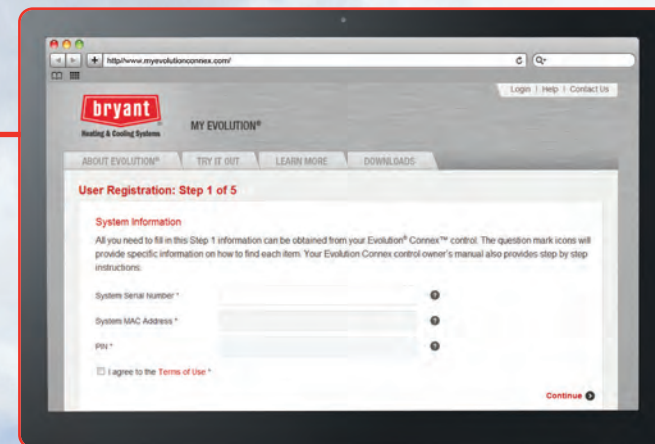 http//www.myevolutionconnex.com/
Login | Help | Contact Us
bryant
Heating & Cooling Systems
MY EVOLUTION®
ABOUT EVOLUTION® TRY IT OUT LEARN MORE DOWNLOADS
User Registration: Step 1 of 5
System Information
All you need to fill in this Step 1 information can be obtained from your Evolution® Connex™ control. The question mark icons will
provide specific information on how to find each item. Your Evolution Connex control owner's manual also provides step by step
instructions.
System Serial Number *
System MAC Address *
PIN *
I agree to the Terms of Use *
Continue